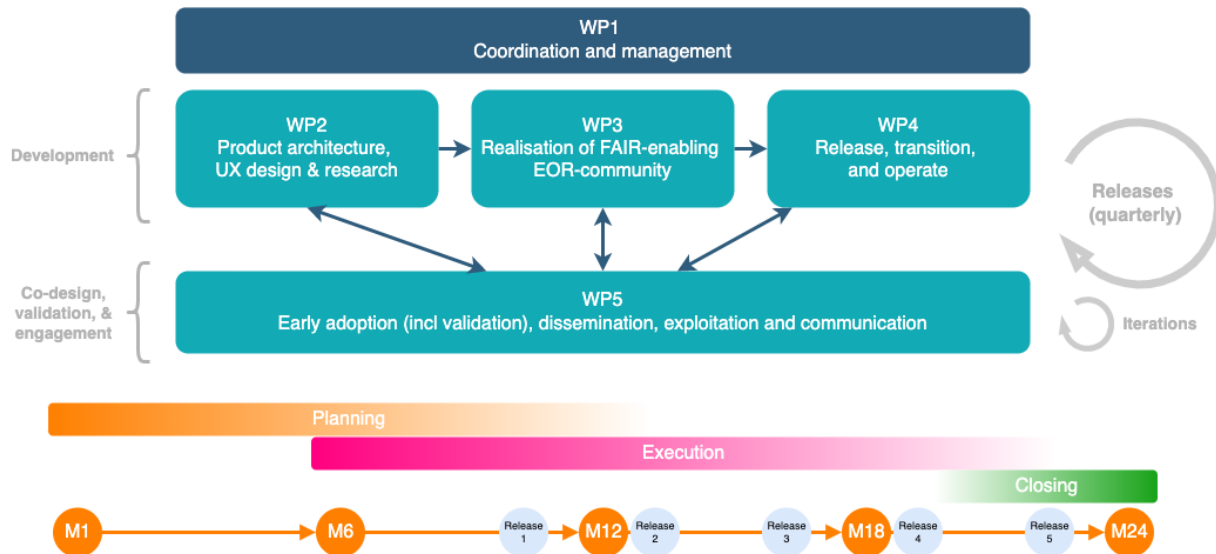 WP1
Coordination and management
Development
WP2
Product architecture,
UX design & research
WP3
Realisation of FAIR-enabling
EOR-community
WP4
Release, transition,
and operate
Releases
(quarterly)
Co-design,
validation, &
engagement
WP5
Early adoption (incl validation), dissemination, exploitation and communication
Iterations
Planning
Execution
Closing
M1
M6
Release
1
M12
Release
2
Release
3
M18
Release
4
Release
5
M24